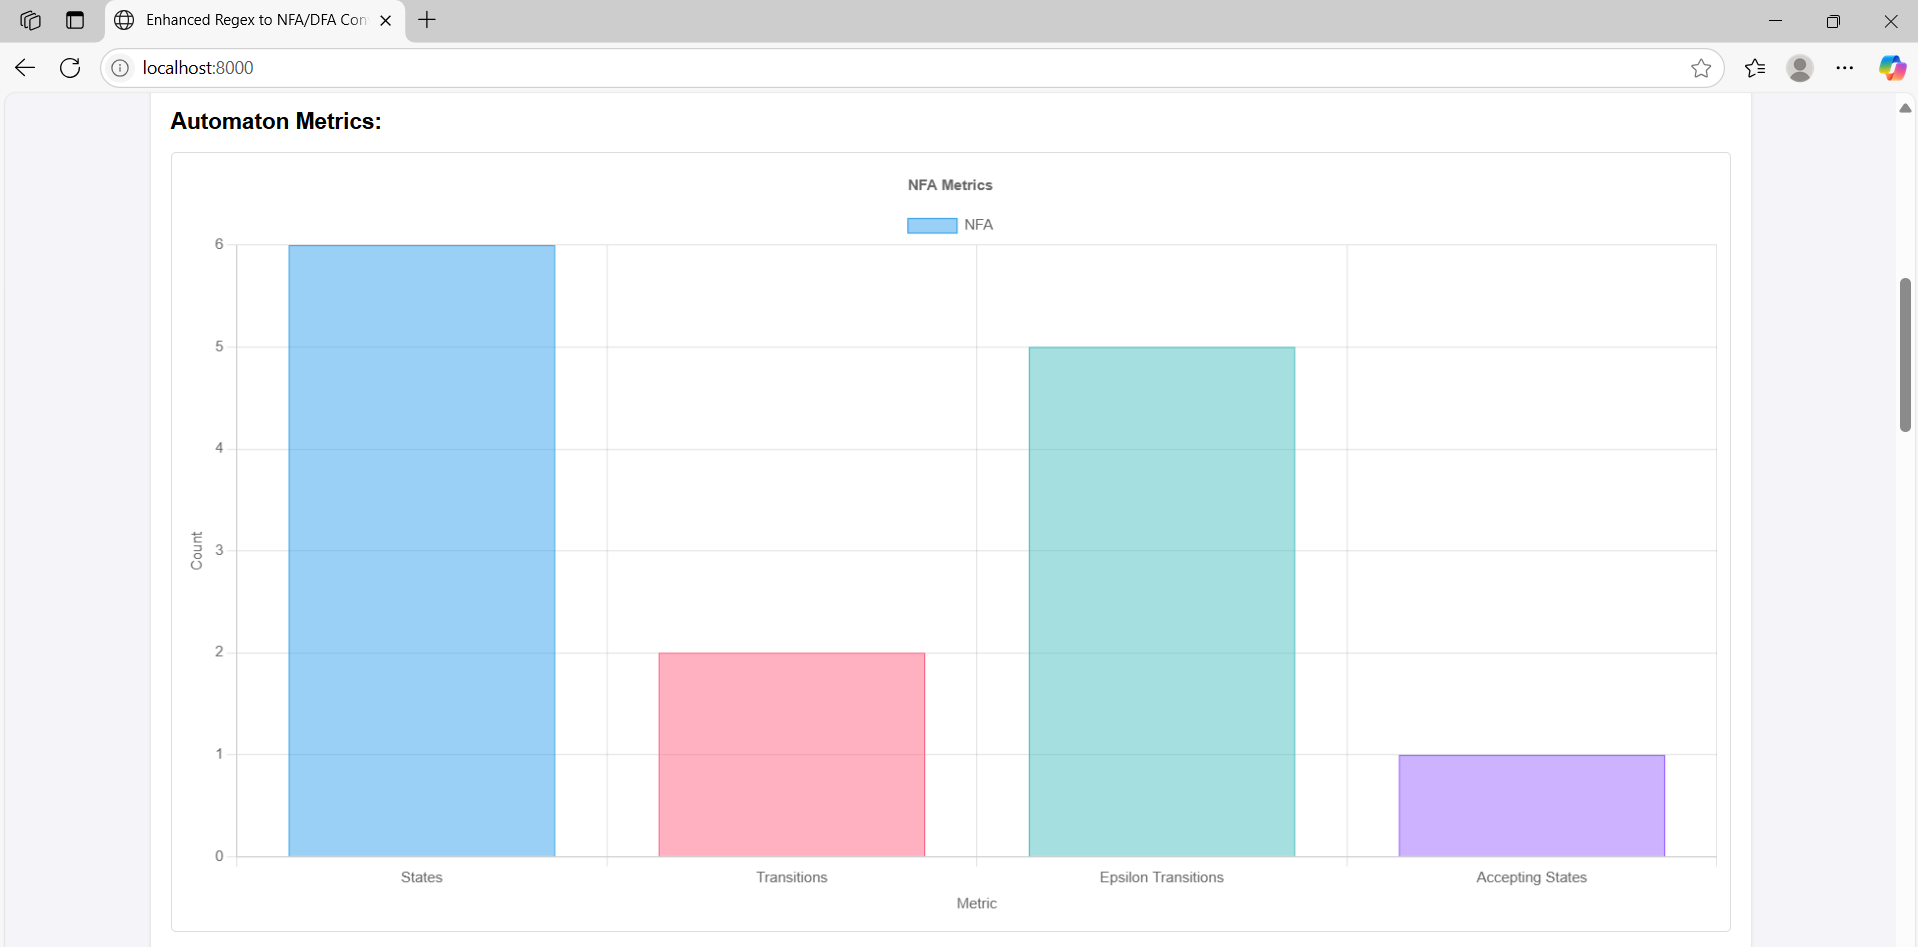 Enhanced Regex to NFA/DFA Con
localhost:8000
Automaton Metrics:
NFA Metrics
NFA
6
5
4
3
2
1
0
Count
States Transitions Epsilon Transitions Accepting States
Metric